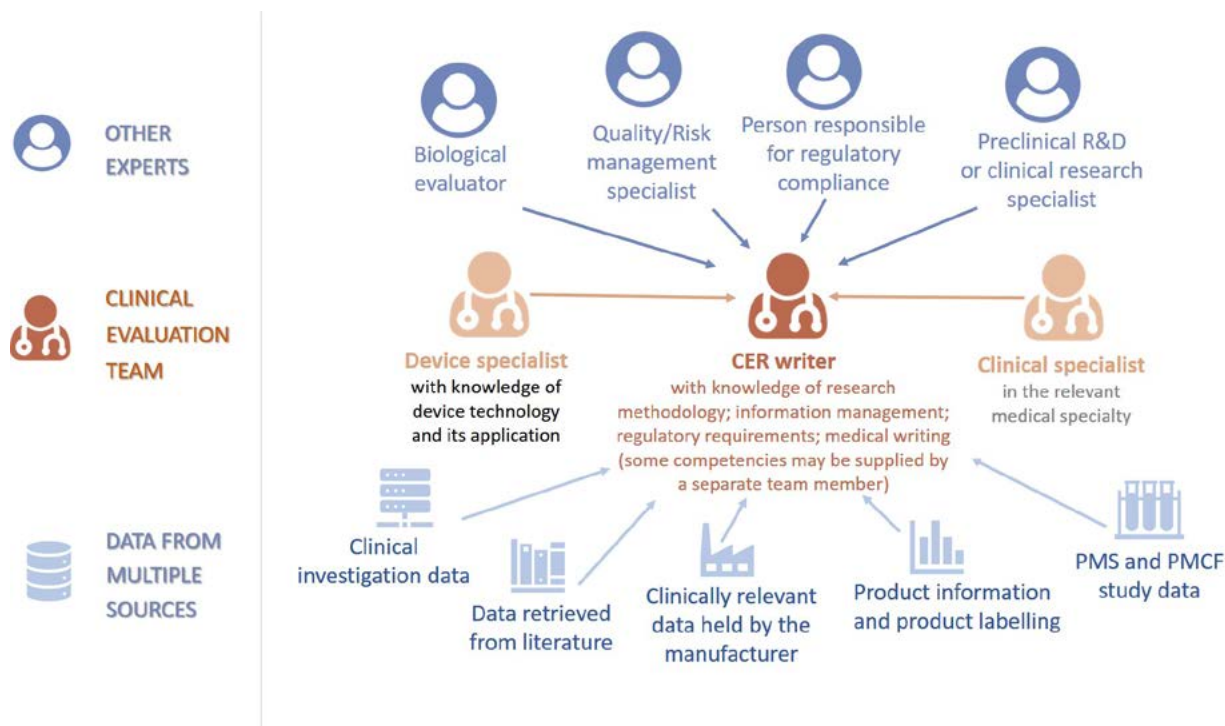 OTHER
EXPERTS
Biological
evaluator
Quality/Risk
management
specialist
Person responsible
for regulatory
compliance
Preclinical R&D
or clinical research
specialist
CLINICAL
EVALUATION
TEAM
Device specialist
with knowledge of
device technology
and its application
CER writer
with knowledge of research
methodology; information management;
regulatory requirements; medical writing
(some competencies may be supplied by
a separate team member)
Clinical specialist
in the relevant
medical specialty
DATA FROM
MULTIPLE
SOURCES
Clinical
investigation data
Data retrieved
from literature
Clinically relevant
data held by the
manufacturer
Product information
and product labelling
PMS and PMCF
study data